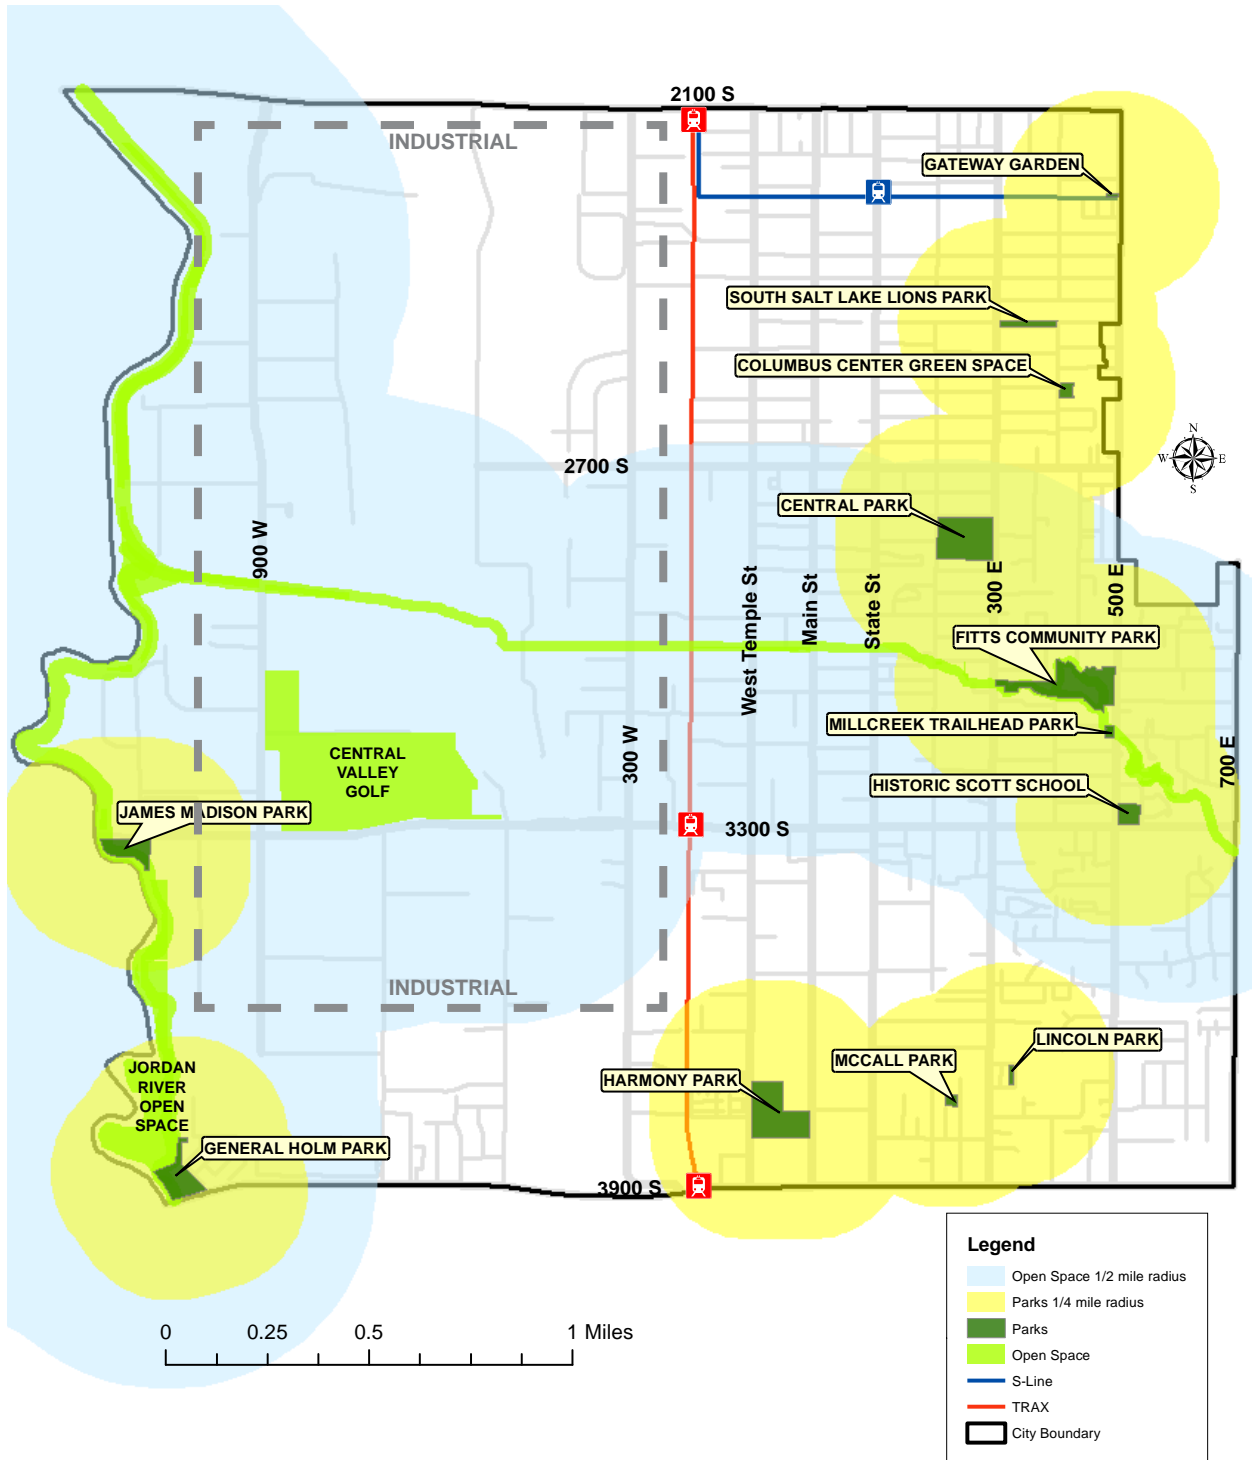 2100 S
INDUSTRIAL
GATEWAY GARDEN
SOUTH SALT LAKE LIONS PARK
COLUMBUS CENTER GREEN SPACE
N
W
E
S
2700 S
CENTRAL PARK
900 W
West Temple St
Main St
State St
300 E
500 E
FITTS COMMUNITY PARK
MILLCREEK TRAILHEAD PARK
300 W
700 E
CENTRAL
VALLEY
GOLF
HISTORIC SCOTT SCHOOL
JAMES MADISON PARK
3300 S
INDUSTRIAL
LINCOLN PARK
MCCALL PARK
HARMONY PARK
JORDAN
RIVER
OPEN
SPACE
GENERAL HOLM PARK
3900 S
Legend
Open Space 1/2 mile radius
Parks 1/4 mile radius
Parks
Open Space
S-Line
TRAX
City Boundary
0 0.25 0.5 1 Miles